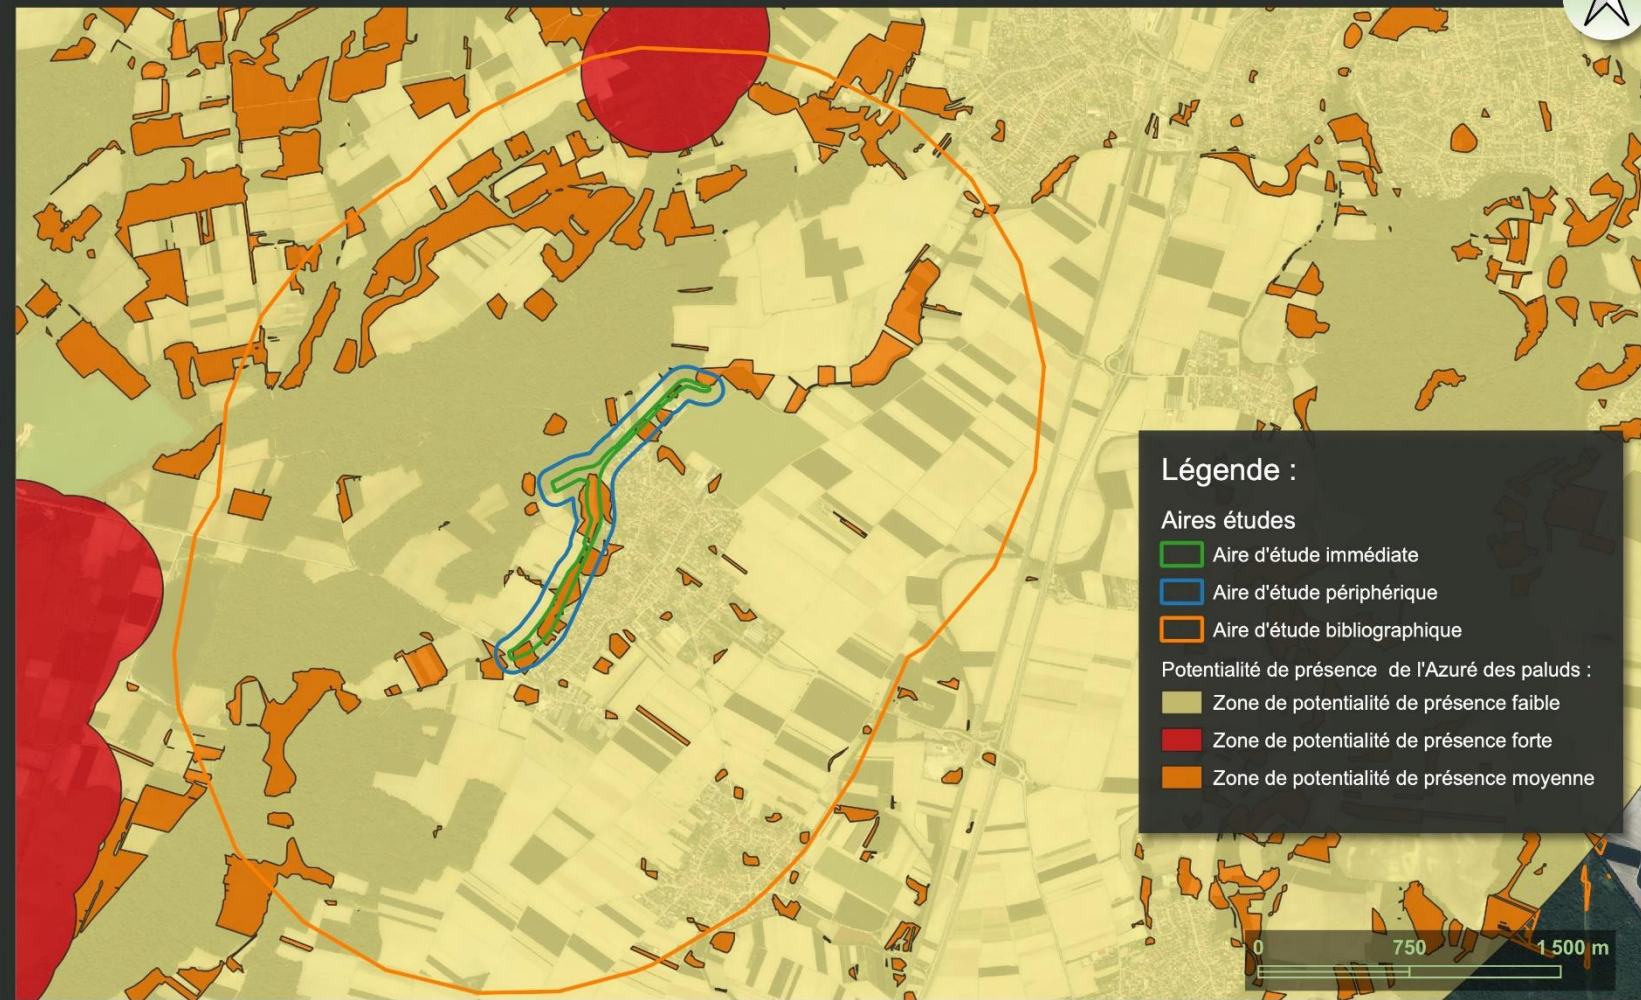 Légende :
Aires études
Aire d'étude immédiate
Aire d'étude périphérique
Aire d'étude bibliographique
Potentialité de présence  de l'Azuré des paluds :
Zone de potentialité de présence faible
Zone de potentialité de présence forte
Zone de potentialité de présence moyenne
0 750 1 500 m